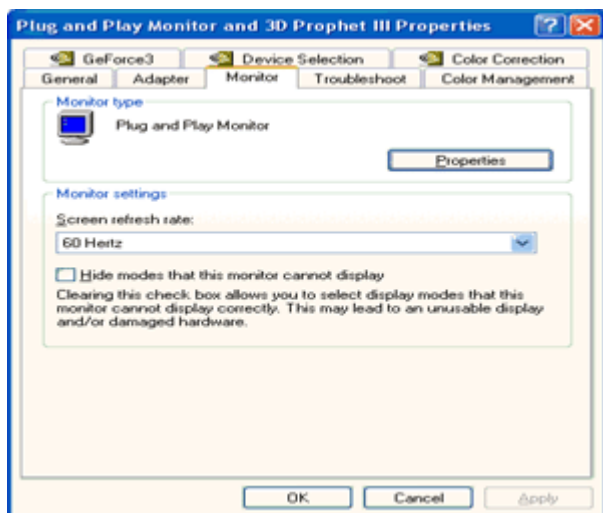 Plug and Play Monitor and 3D Prophet III Properties
GeForce3 Device Selection Color Correction
General Adapter Monitor Troubleshoot Color Management
Monitor type
Plug and Play Monitor
Properties
Monitor settings
Screen refresh rate:
60 Hertz
Hide modes that this monitor cannot display
Clearing this check box allows you to select display modes that this
monitor cannot display correctly. This may lead to an unusable display
and/or damaged hardware.
OK Cancel Apply